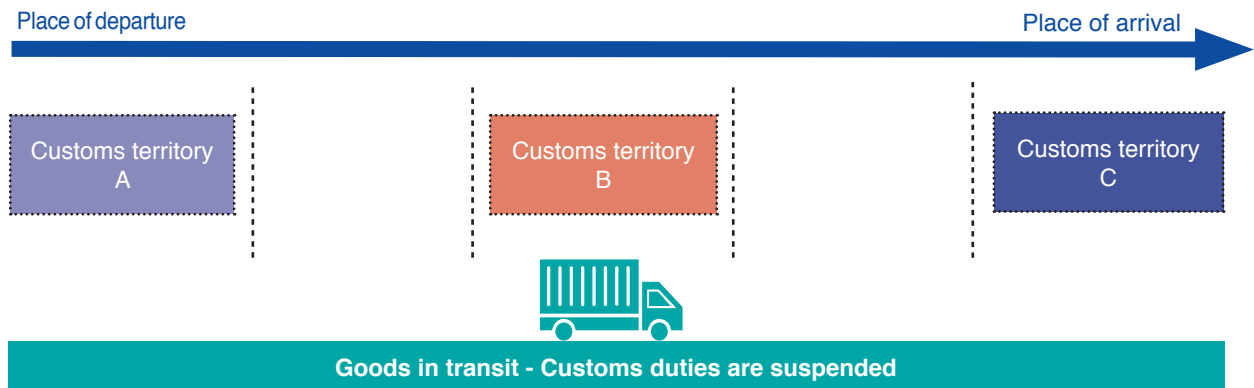 Place of departure
Place of arrival
Customs territory
A
Customs territory
B
Customs territory
C
Goods in transit - Customs duties are suspended